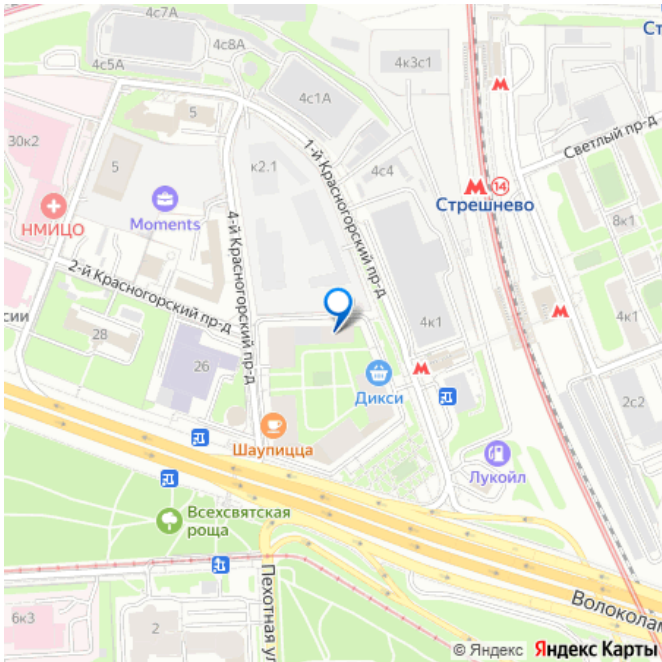 4с7А
4с8А
4с5А
4с1А
4к3с1
Ст
5
30к2
5
к2.1
4с4
Светлый пр-д
1-й Красногорский пр-д
М 14
Стрешнево
8к1
НМИЦО
Moments
4-й Красногорский пр-д
2-й Красногорский пр-д
сии
28
26
4к1
4к1
Дикси
2с2
Шаупицца
Лукойл
Всехсвятская
роща
Пехотная ул
Волоколам
6к3
2
© Яндекс Яндекс Карты